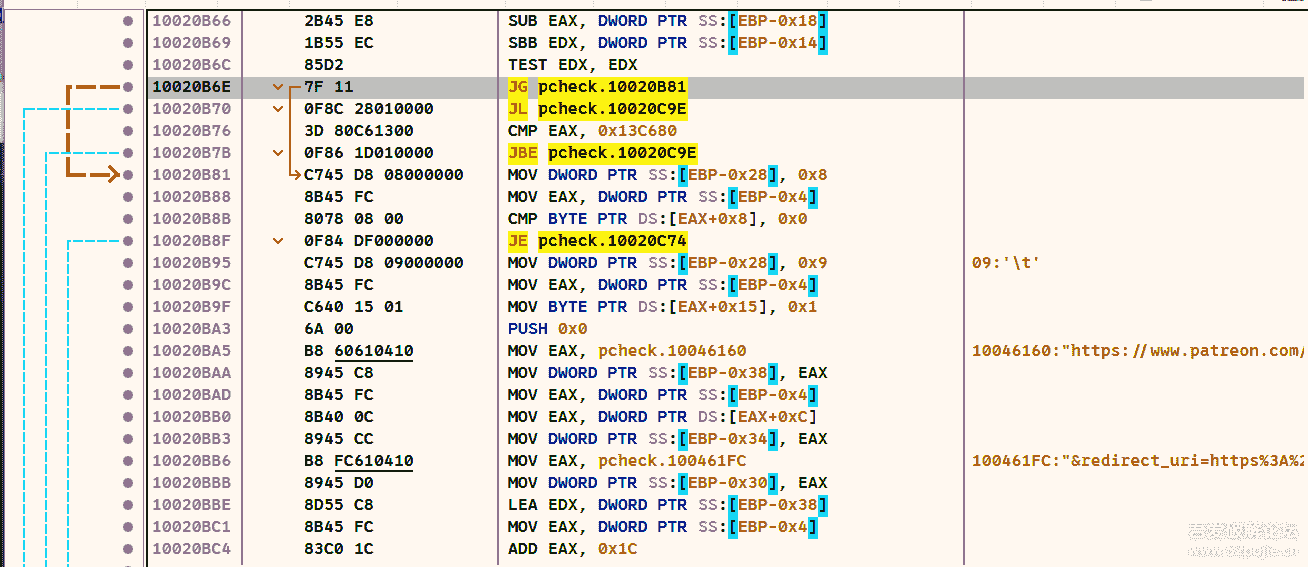 10020B66 2B45 E8 SUB EAX, DWORD PTR SS:[EBP-0x18]
10020B69 1B55 EC SBB EDX, DWORD PTR SS:[EBP-0x14]
10020B6C 85D2 TEST EDX, EDX
10020B6E 7F 11 JG pcheck.10020B81
10020B70 0F8C 28010000 JL pcheck.10020C9E
10020B76 3D 80C61300 CMP EAX, 0x13C680
10020B7B 0F86 1D010000 JBE pcheck.10020C9E
10020B81 C745 D8 08000000 MOV DWORD PTR SS:[EBP-0x28], 0x8
10020B88 8B45 FC MOV EAX, DWORD PTR SS:[EBP-0x4]
10020B8B 8078 08 00 CMP BYTE PTR DS:[EAX+0x8], 0x0
10020B8F 0F84 DF000000 JE pcheck.10020C74
10020B95 C745 D8 09000000 MOV DWORD PTR SS:[EBP-0x28], 0x9 09:'\t'
10020B9C 8B45 FC MOV EAX, DWORD PTR SS:[EBP-0x4]
10020B9F C640 15 01 MOV BYTE PTR DS:[EAX+0x15], 0x1
10020BA3 6A 00 PUSH 0x0
10020BA5 B8 60610410 MOV EAX, pcheck.10046160 10046160:"https://www.patreon.com/
10020BAA 8945 C8 MOV DWORD PTR SS:[EBP-0x38], EAX
10020BAD 8B45 FC MOV EAX, DWORD PTR SS:[EBP-0x4]
10020BB0 8B40 0C MOV EAX, DWORD PTR DS:[EAX+0xC]
10020BB3 8945 CC MOV DWORD PTR SS:[EBP-0x34], EAX
10020BB6 B8 FC610410 MOV EAX, pcheck.100461FC 100461FC:"&redirect_uri=https%3A%2
10020BBB 8945 D0 MOV DWORD PTR SS:[EBP-0x30], EAX
10020BBE 8D55 C8 LEA EDX, DWORD PTR SS:[EBP-0x38]
10020BC1 8B45 FC MOV EAX, DWORD PTR SS:[EBP-0x4]
10020BC4 83C0 1C ADD EAX, 0x1C
吾爱破解论坛
www.52pojie.cn